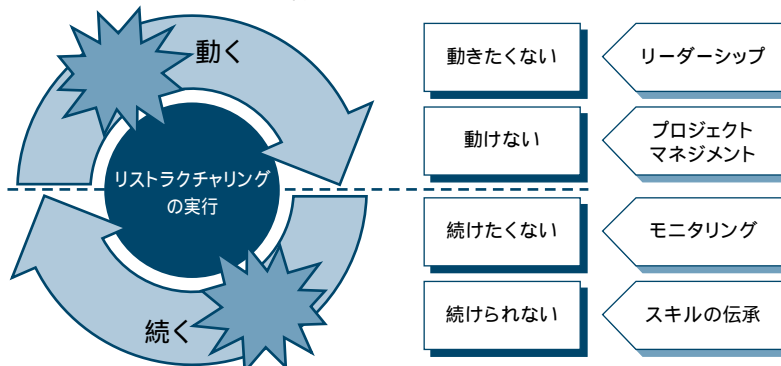 動く
リストラクチャリング
の実行
続く
動きたくない
リーダーシップ
動けない
プロジェクト
マネジメント
続けたくない
モニタリング
続けられない
スキルの伝承